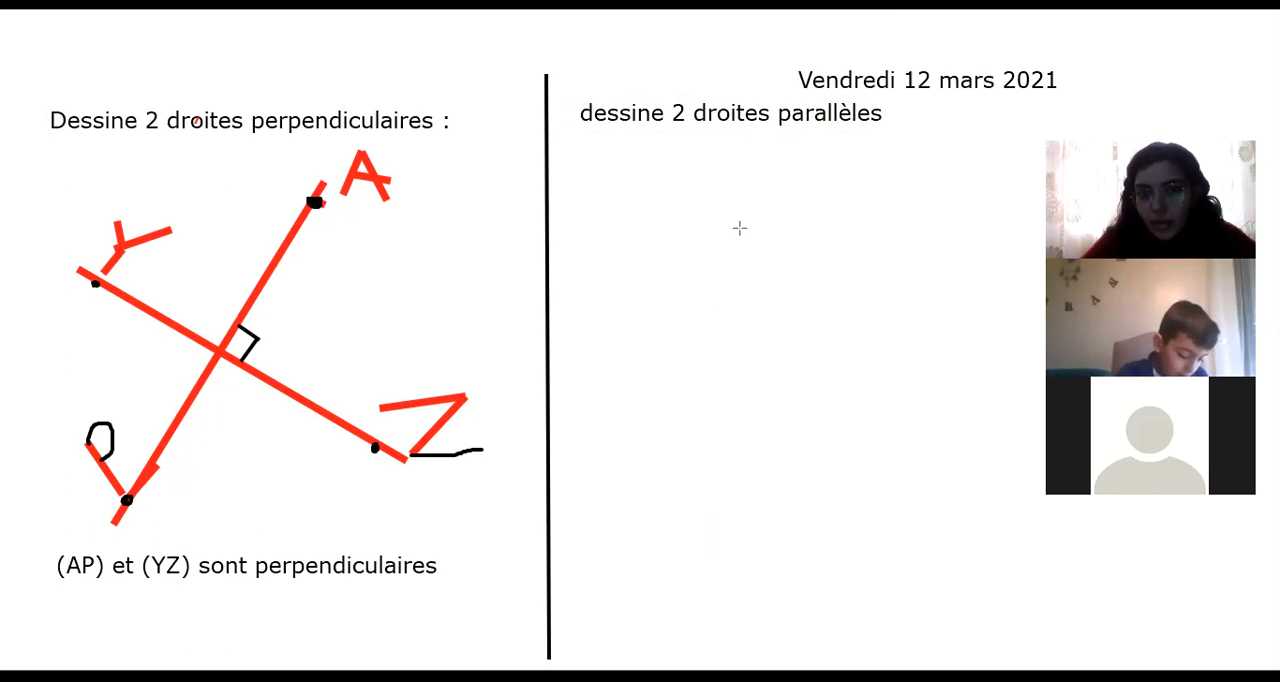 Dessine 2 droites perpendiculaires :
A
Y
Z
P
(AP) et (YZ) sont perpendiculaires
Vendredi 12 mars 2021
dessine 2 droites parallèles